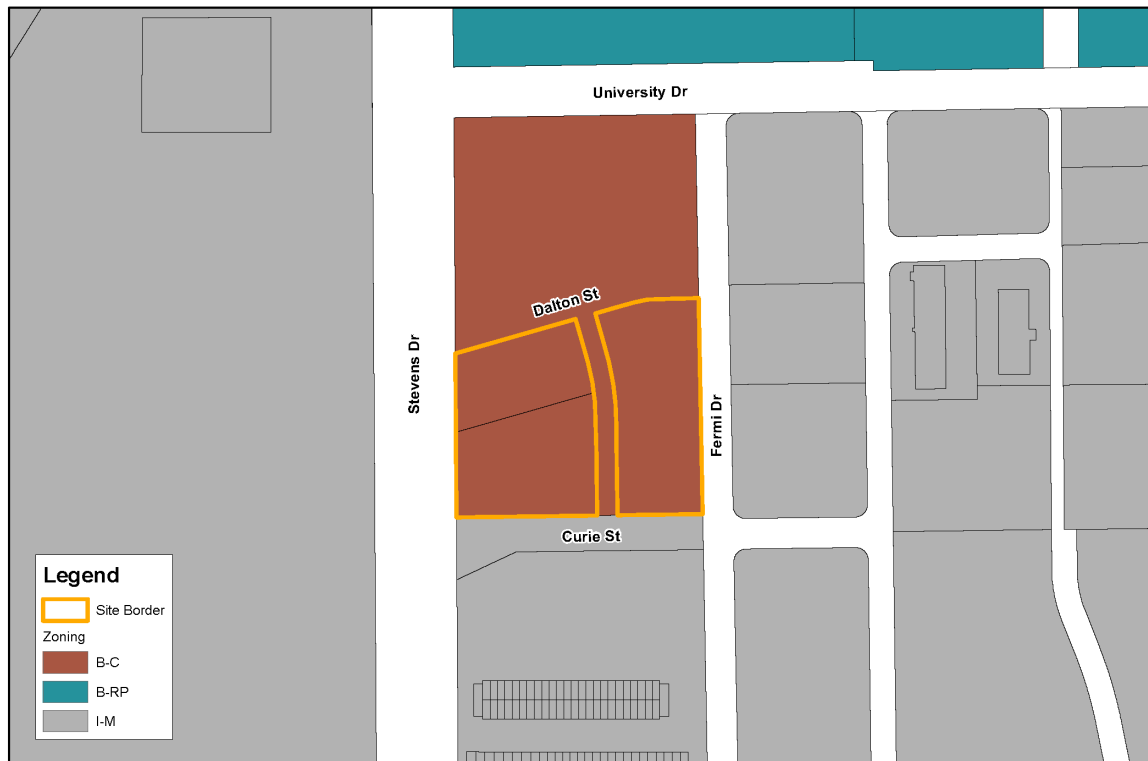 University Dr
Dalton St
Stevens Dr
Fermi Dr
Curie St
Legend
Site Border
Zoning
B-C
B-RP
I-M